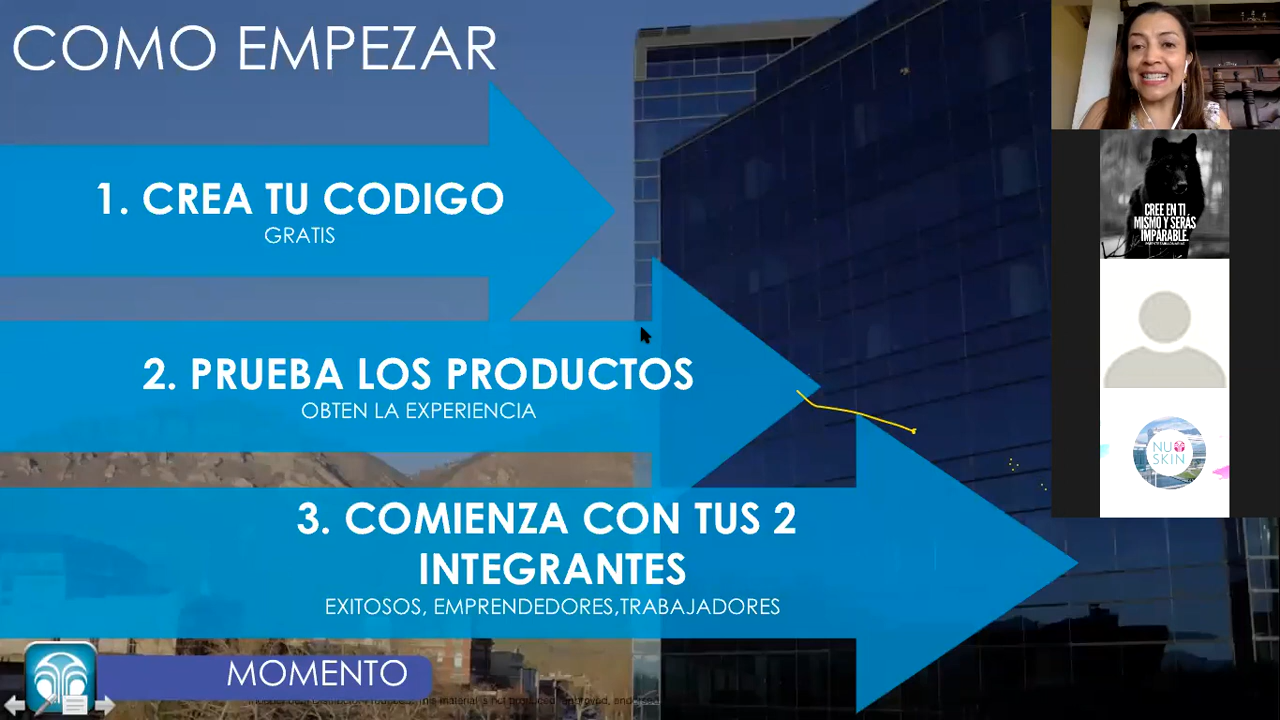 COMO EMPEZAR
1. CREA TU CODIGO
GRATIS
2. PRUEBA LOS PRODUCTOS
OBTEN LA EXPERIENCIA
3. COMIENZA CON TUS 2
INTEGRANTES
EXITOSOS, EMPRENDEDORES,TRABAJADORES
MOMENTO
CREE EN TI
MISMO Y SERÁS
IMPARABLE.
NU
SKIN